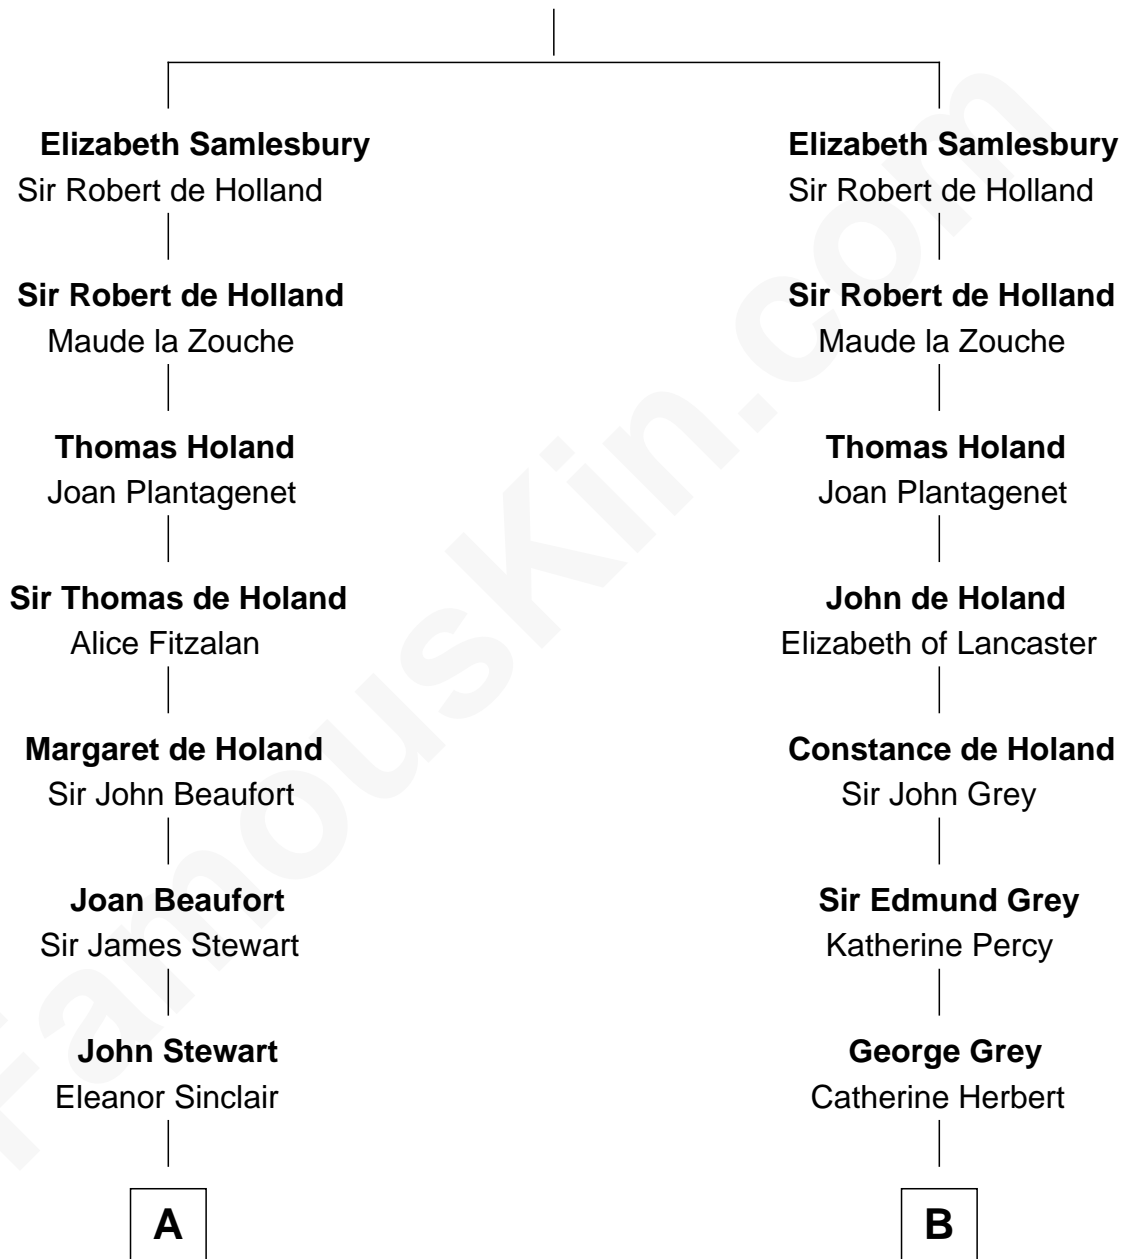 Elizabeth Samlesbury
Sir Robert de Holland
Sir Robert de Holland
Maude la Zouche
Thomas Holand
Joan Plantagenet
Sir Thomas de Holand
Alice Fitzalan
Margaret de Holand
Sir John Beaufort
Joan Beaufort
Sir James Stewart
John Stewart
Eleanor Sinclair
A
Elizabeth Samlesbury
Sir Robert de Holland
Sir Robert de Holland
Maude la Zouche
Thomas Holand
Joan Plantagenet
John de Holand
Elizabeth of Lancaster
Constance de Holand
Sir John Grey
Sir Edmund Grey
Katherine Percy
George Grey
Catherine Herbert
B
FamousKin.com